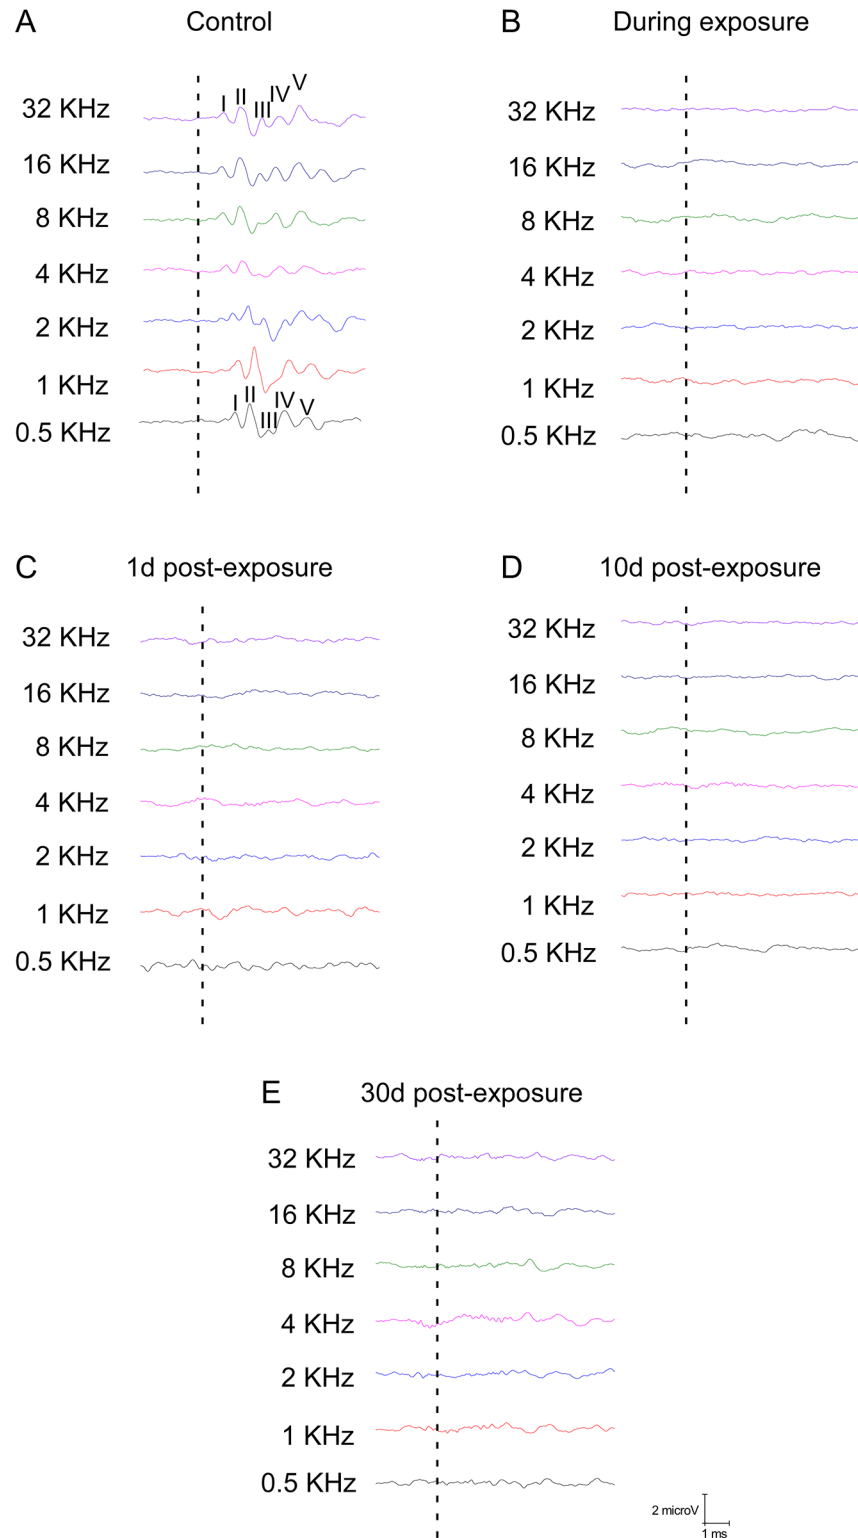 A Control
I II III IV V
32 KHz
16 KHz
8 KHz
4 KHz
2 KHz
1 KHz
I II III IV V
0.5 KHz
B During exposure
32 KHz
16 KHz
8 KHz
4 KHz
2 KHz
1 KHz
0.5 KHz
C 1d post-exposure
32 KHz
16 KHz
8 KHz
4 KHz
2 KHz
1 KHz
0.5 KHz
D 10d post-exposure
32 KHz
16 KHz
8 KHz
4 KHz
2 KHz
1 KHz
0.5 KHz
E 30d post-exposure
32 KHz
16 KHz
8 KHz
4 KHz
2 KHz
1 KHz
0.5 KHz
2 microV
1 ms